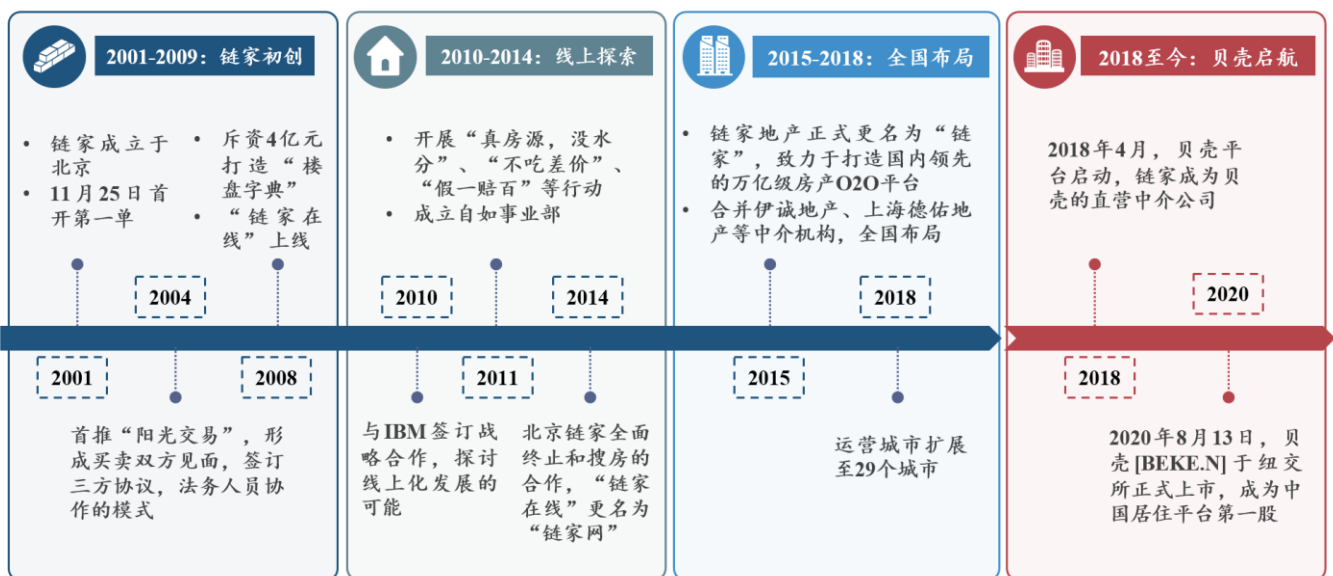 2001-2009：链家初创
链家成立于
北京
11月25日首
开第一单
斥资4亿元
打造“楼
盘字典”
“链家在
线”上线
2004
2001
2008
首推“阳光交易”，形
成买卖双方见面，签订
三方协议，法务人员协
作的模式
2010-2014：线上探索
开展“真房源，没水
分”、“不吃差价”、
“假一赔百”等行动
成立自如事业部
2010
2014
2011
与IBM签订战
略合作，探讨
线上化发展的
可能
北京链家全面
终止和搜房的
合作，“链家
在线”更名为
“链家网”
2015-2018：全国布局
链家地产正式更名为“链
家”，致力于打造国内领先
的万亿级房产O2O平台
合并伊诚地产、上海德佑地
产等中介机构，全国布局
2018
2015
运营城市扩展
至29个城市
2018至今：贝壳启航
2018年4月，贝壳平
台启动，链家成为贝
壳的直营中介公司
2020
2018
2020年8月13日，贝
壳[BEKE.N]于纽交
所正式上市，成为中
国居住平台第一股